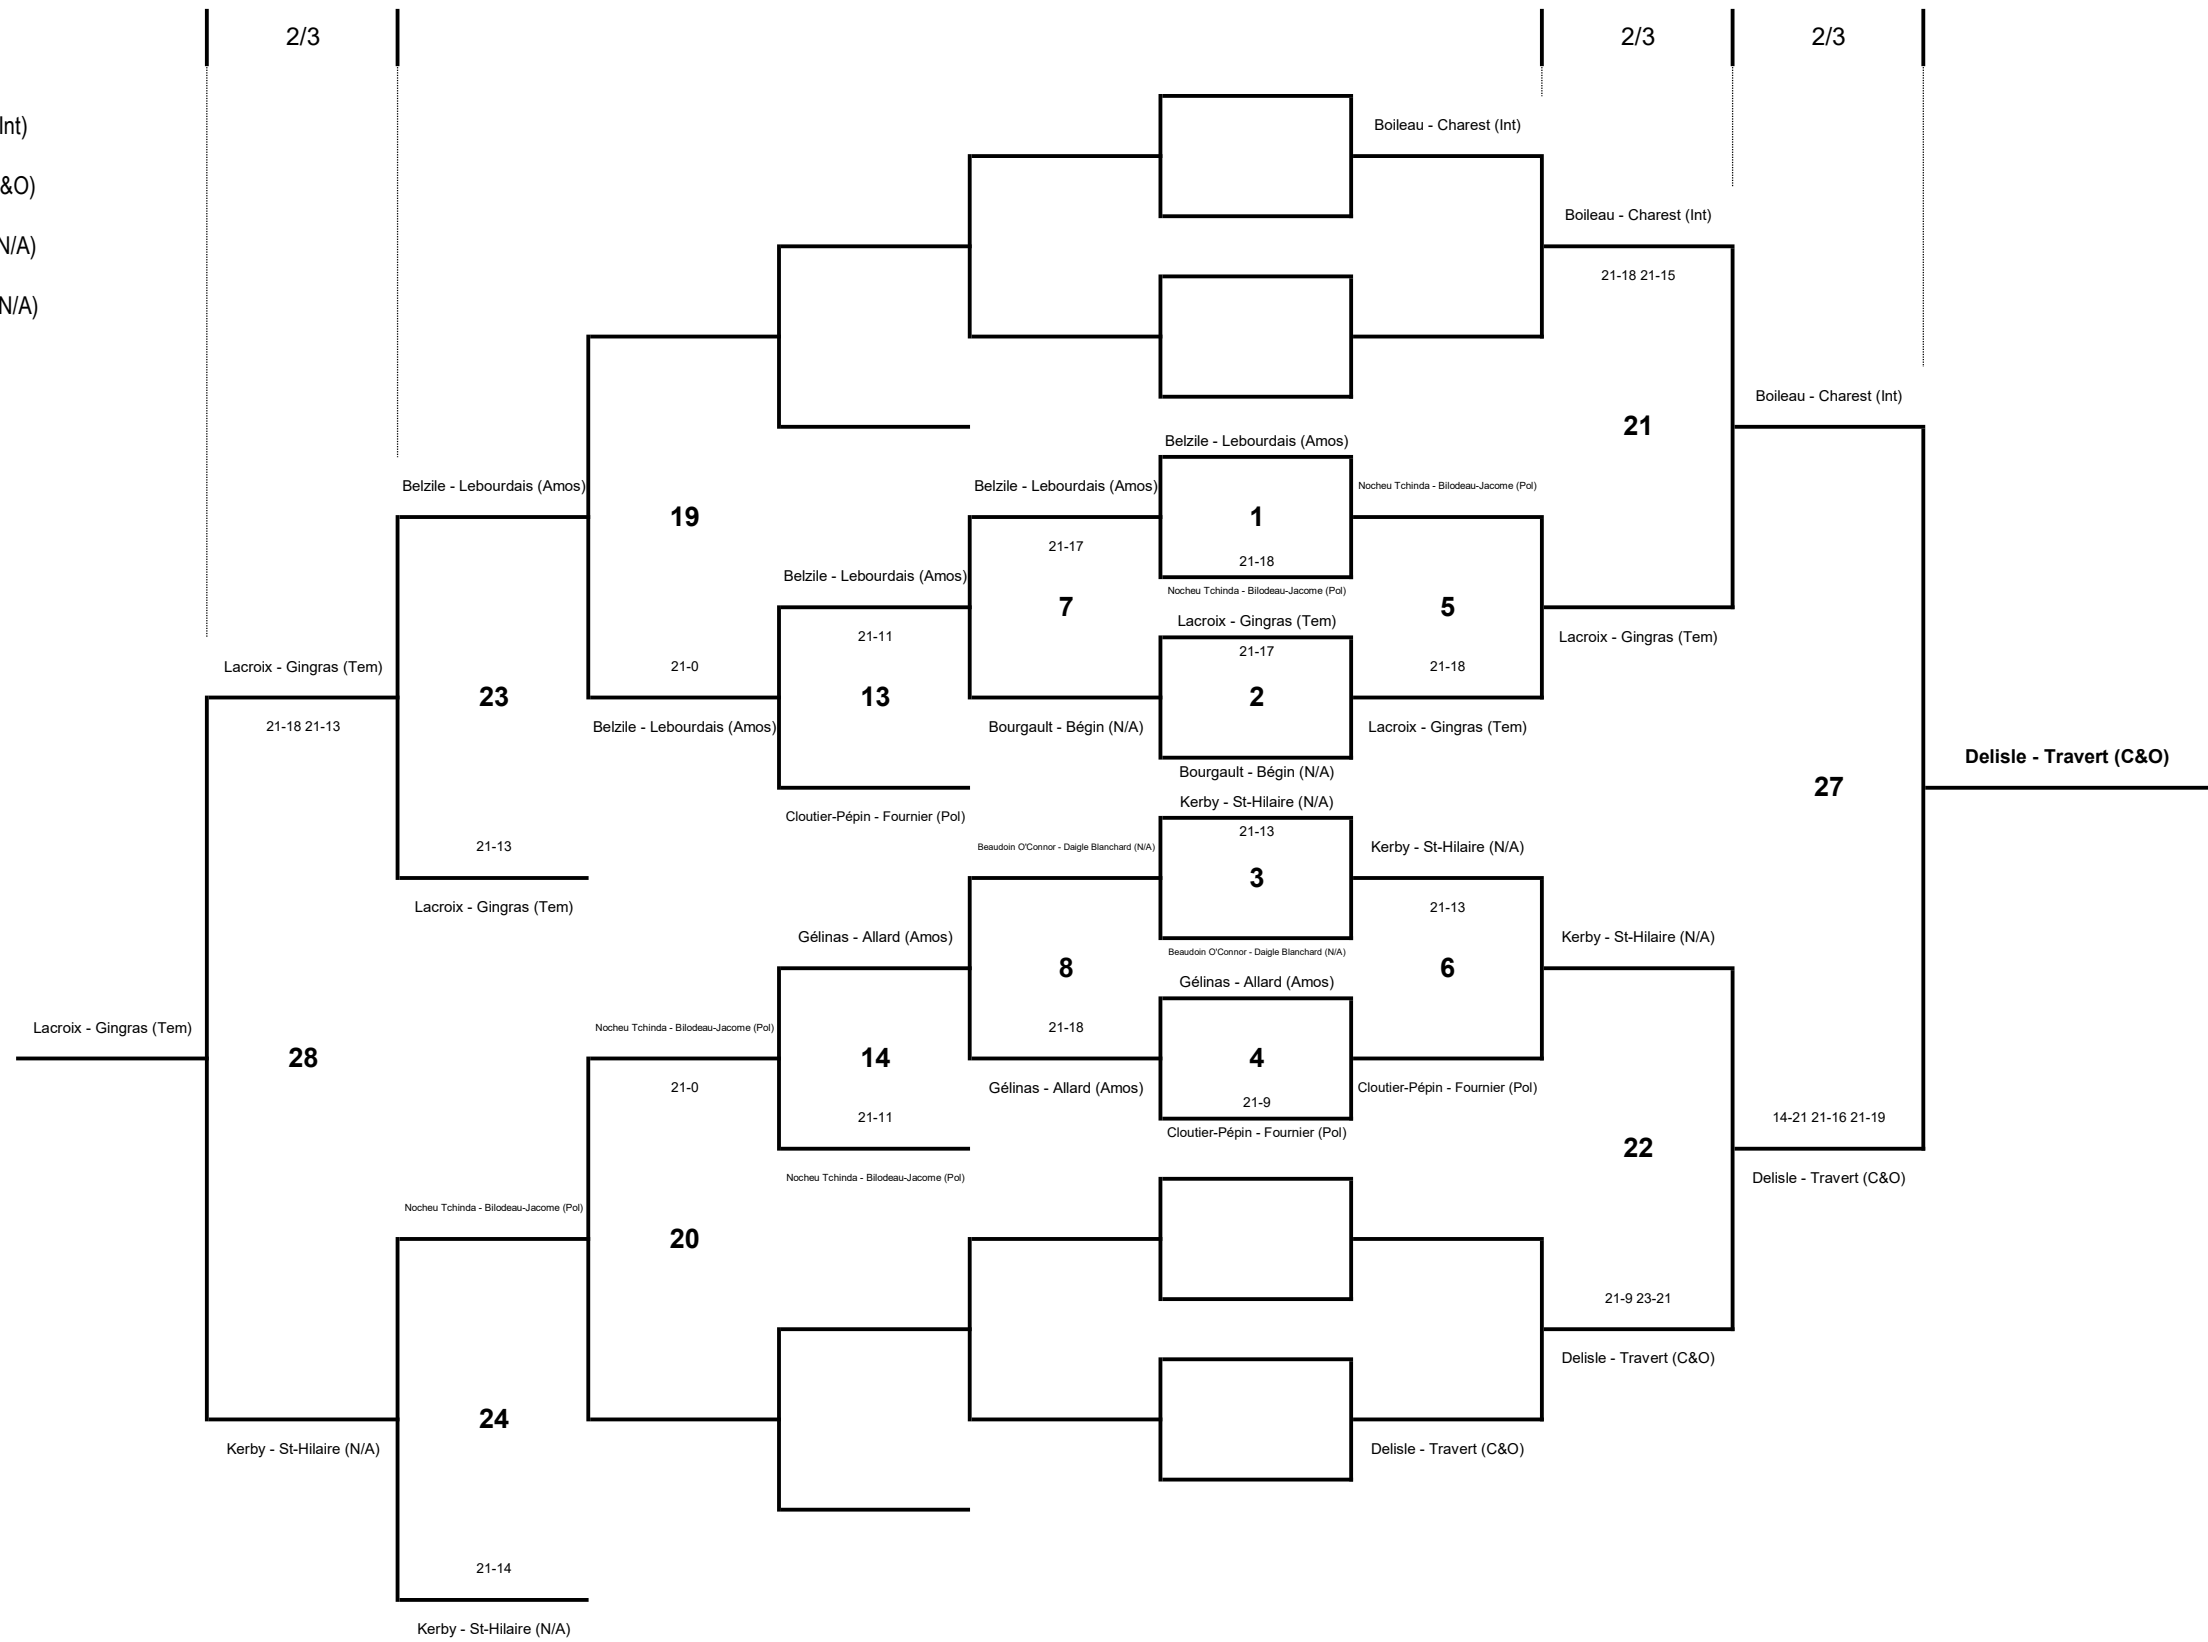 2/3
2/3
2/3
Int)
Boileau - Charest (Int)
&O)
Boileau - Charest (Int)
N/A)
21-18 21-15
N/A)
Boileau - Charest (Int)
21
Belzile - Lebourdais (Amos)
Belzile - Lebourdais (Amos)
Belzile - Lebourdais (Amos)
Nocheu Tchinda - Bilodeau-Jacome (Pol)
19
1
21-17
21-18
Belzile - Lebourdais (Amos)
Nocheu Tchinda - Bilodeau-Jacome (Pol)
7
5
Lacroix - Gingras (Tem)
21-11
Lacroix - Gingras (Tem)
21-17
Lacroix - Gingras (Tem)
21-0
21-18
23
13
2
21-18 21-13
Belzile - Lebourdais (Amos)
Bourgault - Bégin (N/A)
Lacroix - Gingras (Tem)
Delisle - Travert (C&O)
Bourgault - Bégin (N/A)
27
Kerby - St-Hilaire (N/A)
Cloutier-Pépin - Fournier (Pol)
21-13
21-13
Beaudoin O'Connor - Daigle Blanchard (N/A)
Kerby - St-Hilaire (N/A)
3
Lacroix - Gingras (Tem)
21-13
Gélinas - Allard (Amos)
Kerby - St-Hilaire (N/A)
Beaudoin O'Connor - Daigle Blanchard (N/A)
8
6
Gélinas - Allard (Amos)
Lacroix - Gingras (Tem)
Nocheu Tchinda - Bilodeau-Jacome (Pol)
21-18
28
14
4
21-0
Gélinas - Allard (Amos)
Cloutier-Pépin - Fournier (Pol)
21-9
21-11
14-21 21-16 21-19
Cloutier-Pépin - Fournier (Pol)
22
Nocheu Tchinda - Bilodeau-Jacome (Pol)
Delisle - Travert (C&O)
Nocheu Tchinda - Bilodeau-Jacome (Pol)
20
21-9 23-21
Delisle - Travert (C&O)
24
Kerby - St-Hilaire (N/A)
Delisle - Travert (C&O)
21-14
Kerby - St-Hilaire (N/A)